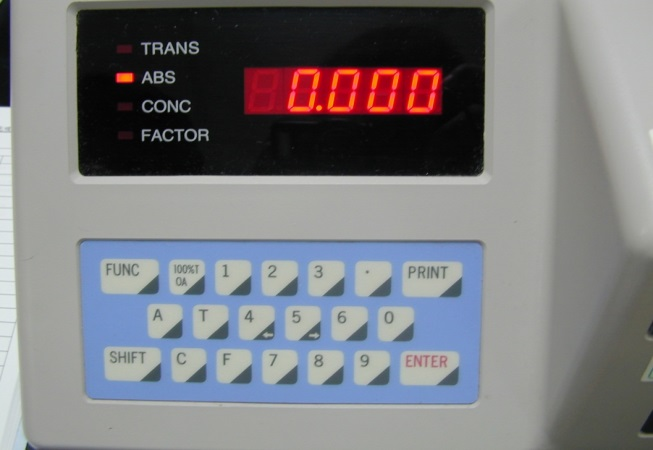 TRANS
ABS
CONC
FACTOR
0.000
FUNC 100%T 0A 1 2 3 · PRINT
A T 4 ← 5 → 6 0
SHIFT C F 7 8 9 ENTER